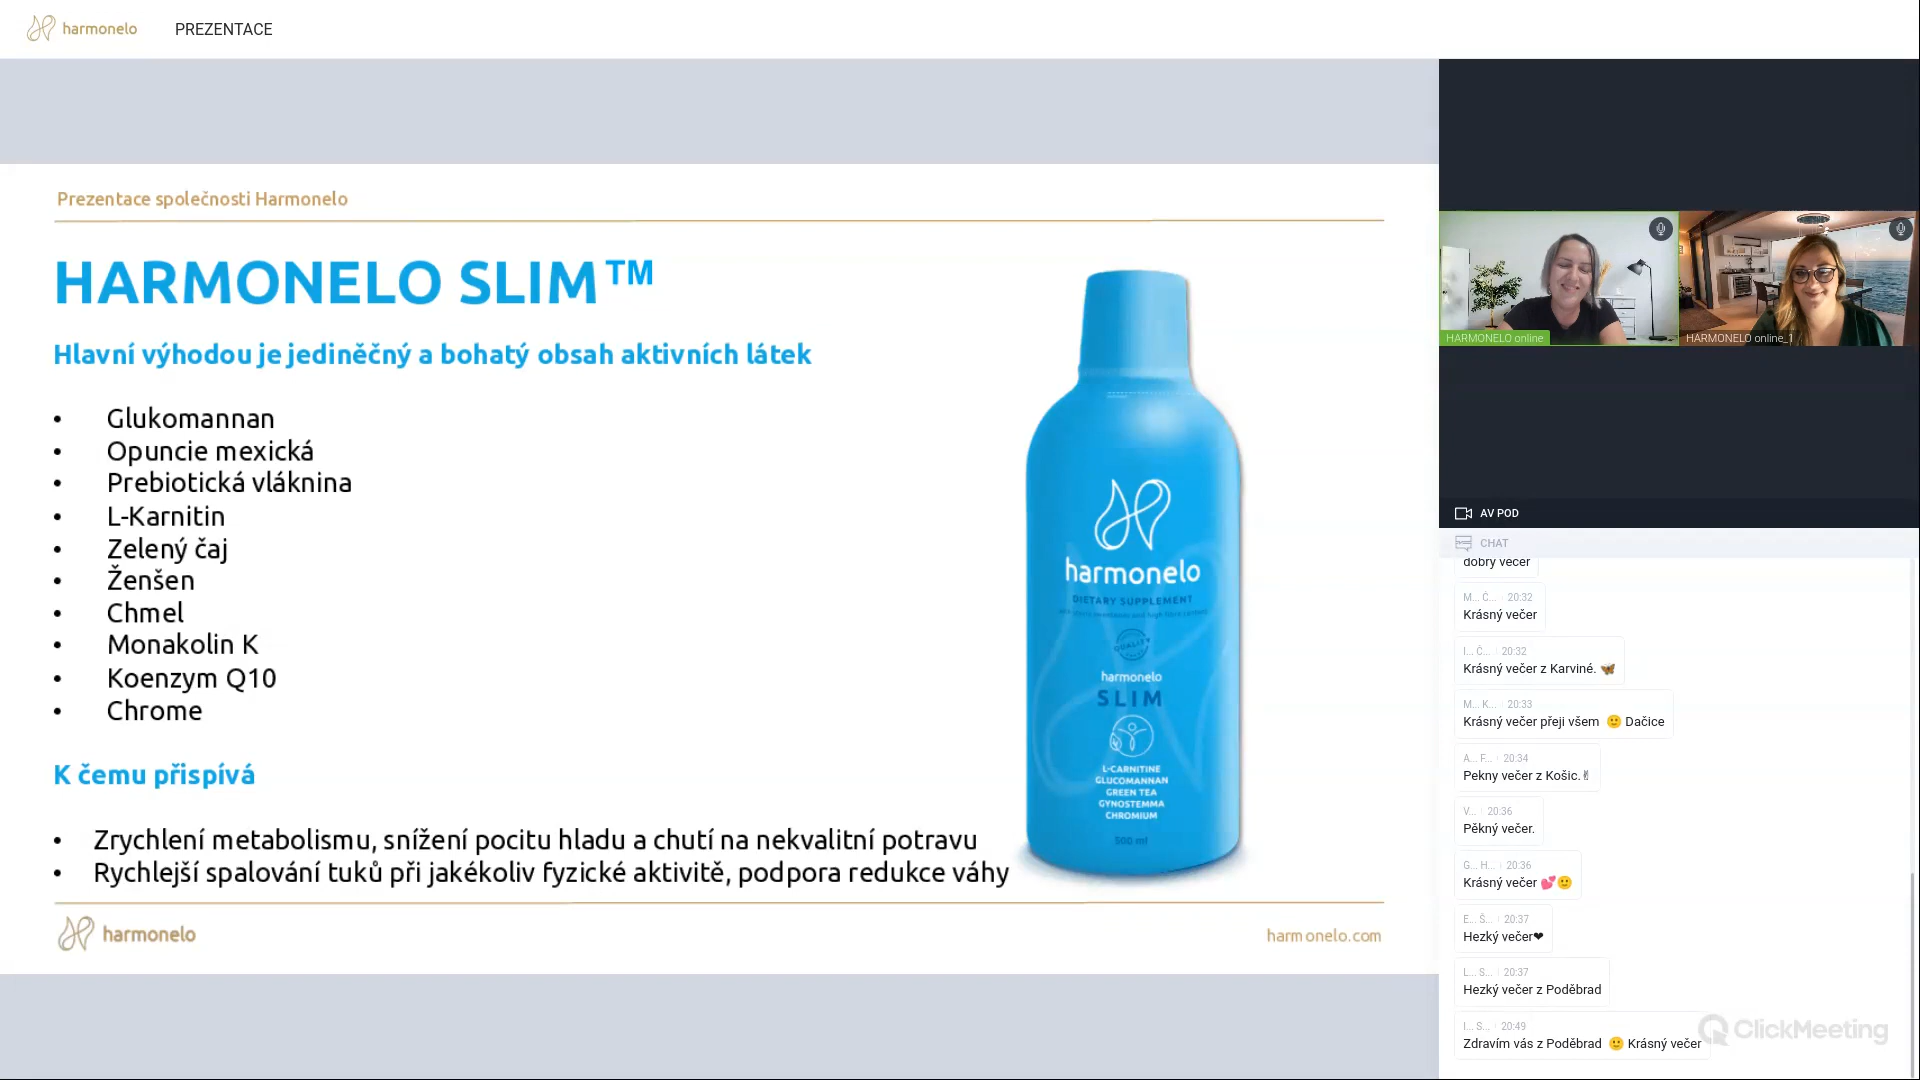 harmonelo
PREZENTACE
Prezentace společnosti Harmonelo
HARMONELO SLIM™
Hlavní výhodou je jediněčný a bohatý obsah aktivních látek
• Glukomannan
• Opuncie mexická
• Prebiotická vláknina
• L-Karnitin
• Zelený čaj
• Ženšen
• Chmel
• Monakolin K
• Koenzym Q10
• Chrome
K čemu přispívá
• Zrychlení metabolismu, snížení pocitu hladu a chutí na nekvalitní potravu
• Rychlejší spalování tuků při jakékoliv fyzické aktivitě, podpora redukce váhy
harmonelo
harmonelo.com
harmonelo
DIETARY SUPPLEMENT
QUALITY
harmonelo
SLIM
L-CARNITINE
GLUCOMANNAN
GREEN TEA
GYNOSTEMMA
CHROMIUM
500 ml
HARMONELO online
HARMONELO online_1
AV POD
CHAT
dobrý večer
M... Č... 20:32
Krásný večer
I... Č... 20:32
Krásný večer z Karviné. 🦋
M... K... 20:33
Krásný večer přeji všem 🙂 Dačice
A... F... 20:34
Pekny večer z Košic.✌
V... 20:36
Pěkný večer.
G... H... 20:36
Krásný večer 💕🙂
E... Š... 20:37
Hezký večer❤
L... S... 20:37
Hezký večer z Poděbrad
I... S... 20:49
Zdravím vás z Poděbrad 🙂 Krásný večer
ClickMeeting